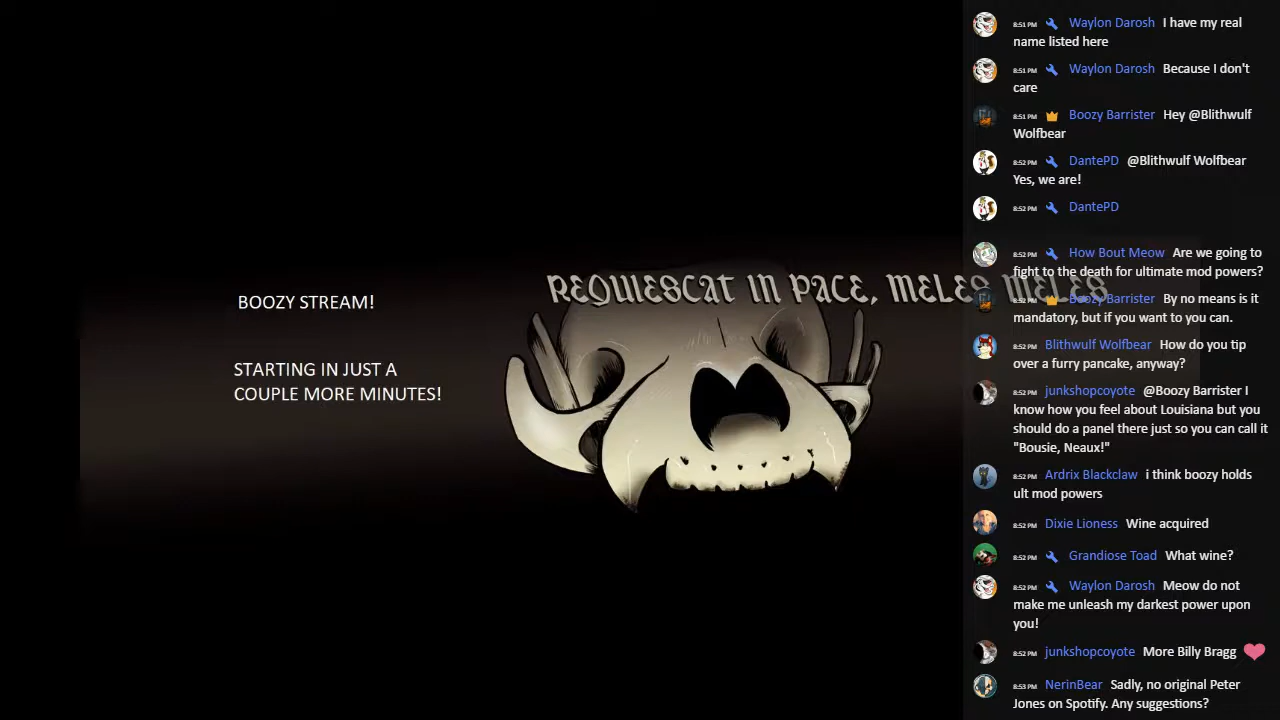 BOOZY STREAM!
STARTING IN JUST A
COUPLE MORE MINUTES!
REQUIESCAT IN PACE, MELES MELES
8:51 PM Waylon Darosh I have my real
name listed here
8:51 PM Waylon Darosh Because I don't
care
8:51 PM Boozy Barrister Hey @Blithwulf
Wolfbear
8:52 PM DantePD @Blithwulf Wolfbear
Yes, we are!
8:52 PM DantePD
8:52 PM How Bout Meow Are we going to
fight to the death for ultimate mod powers?
8:52 PM Boozy Barrister By no means is it
mandatory, but if you want to you can.
8:52 PM Blithwulf Wolfbear How do you tip
over a furry pancake, anyway?
8:52 PM junkshopcoyote @Boozy Barrister I
know how you feel about Louisiana but you
should do a panel there just so you can call it
"Bousie, Neaux!"
8:52 PM Ardrix Blackclaw i think boozy holds
ult mod powers
8:52 PM Dixie Lioness Wine acquired
8:52 PM Grandiose Toad What wine?
8:52 PM Waylon Darosh Meow do not
make me unleash my darkest power upon
you!
8:52 PM junkshopcoyote More Billy Bragg
8:53 PM NerinBear Sadly, no original Peter
Jones on Spotify. Any suggestions?